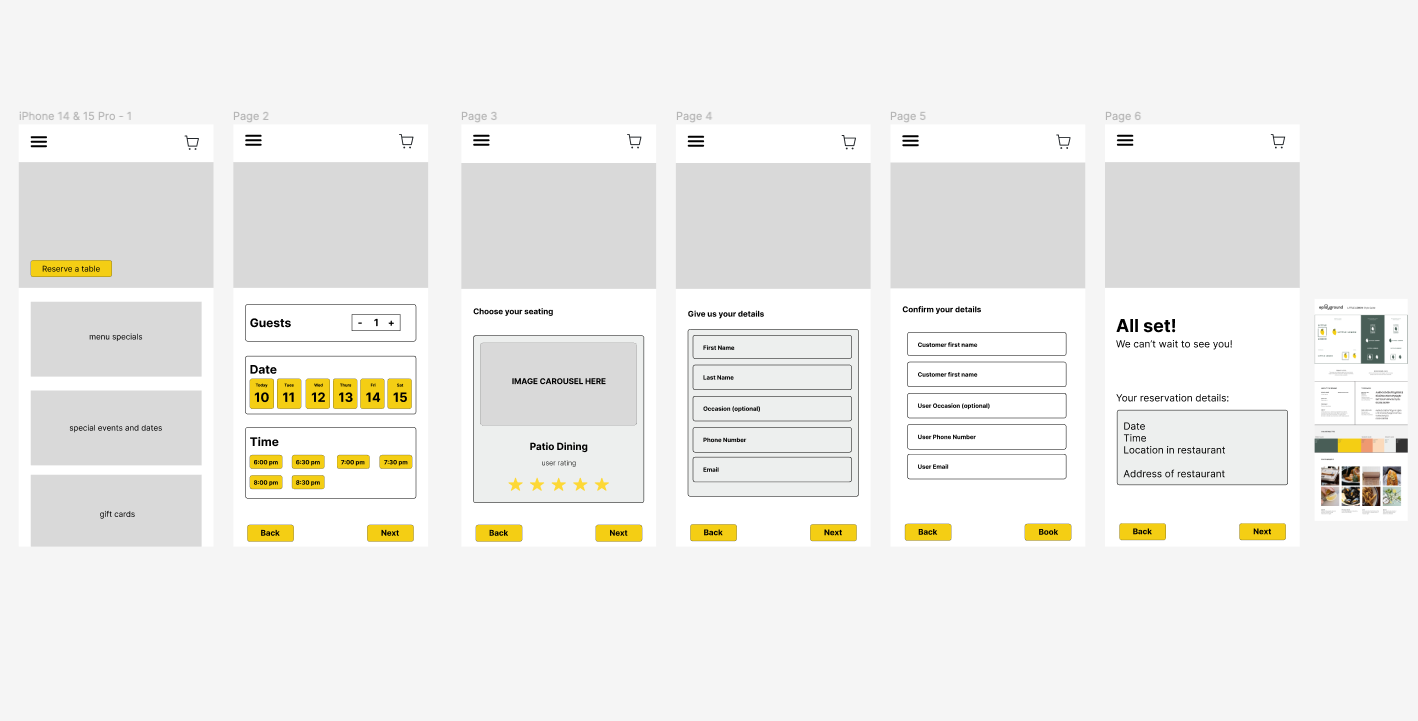 iPhone 14 & 15 Pro - 1
Reserve a table
menu specials
special events and dates
gift cards
Page 2
Guests
- 1 +
Date
Today Tues Wed Thurs Fri Sat
10 11 12 13 14 15
Time
6:00 pm 6:30 pm 7:00 pm 7:30 pm
8:00 pm 8:30 pm
Back Next
Page 3
Choose your seating
IMAGE CAROUSEL HERE
Patio Dining
user rating
Back Next
Page 4
Give us your details
First Name
Last Name
Occasion (optional)
Phone Number
Email
Back Next
Page 5
Confirm your details
Customer first name
Customer first name
User Occasion (optional)
User Phone Number
User Email
Back Book
Page 6
All set!
We can't wait to see you!
Your reservation details:
Date
Time
Location in restaurant
Address of restaurant
Back Next